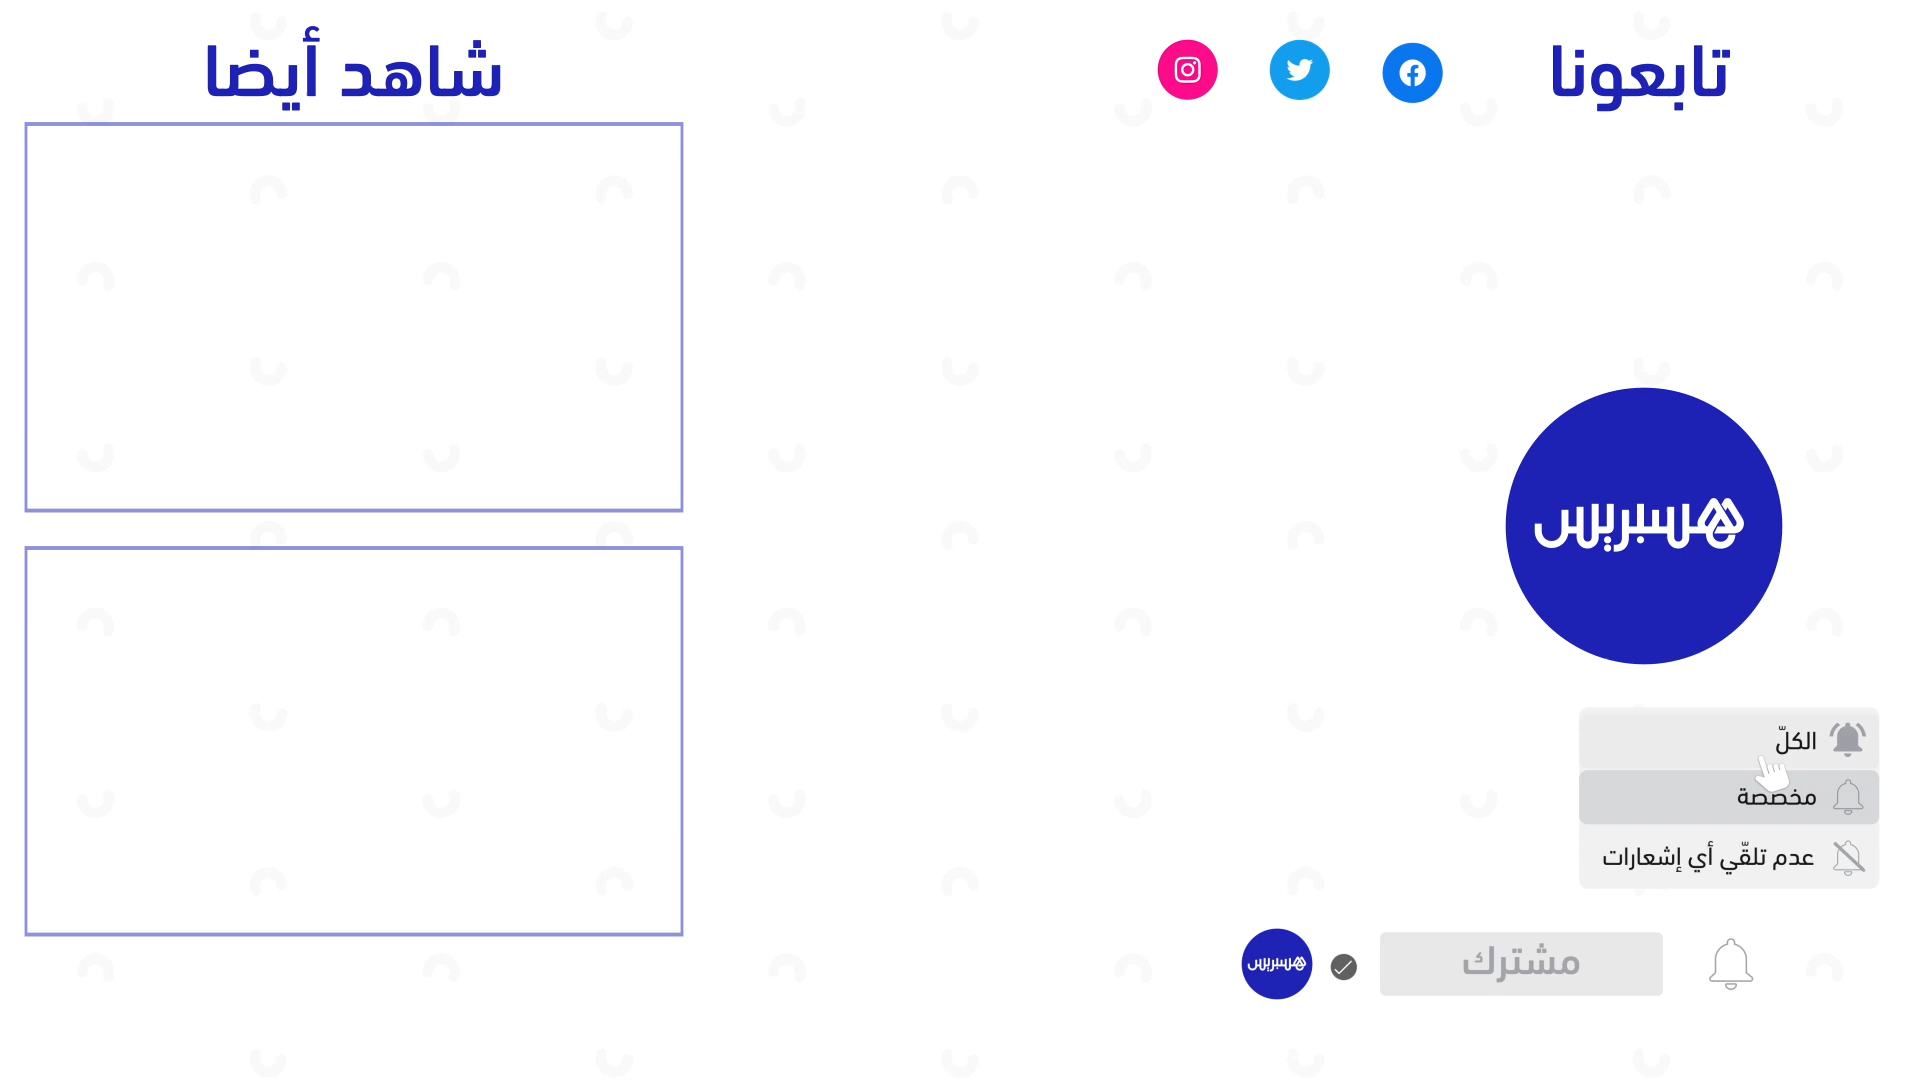 تابعونا
شاهد أيضا
هسبريس
الكلّ
مخصصة
عدم تلقّي أي إشعارات
هسبريس
مشترك